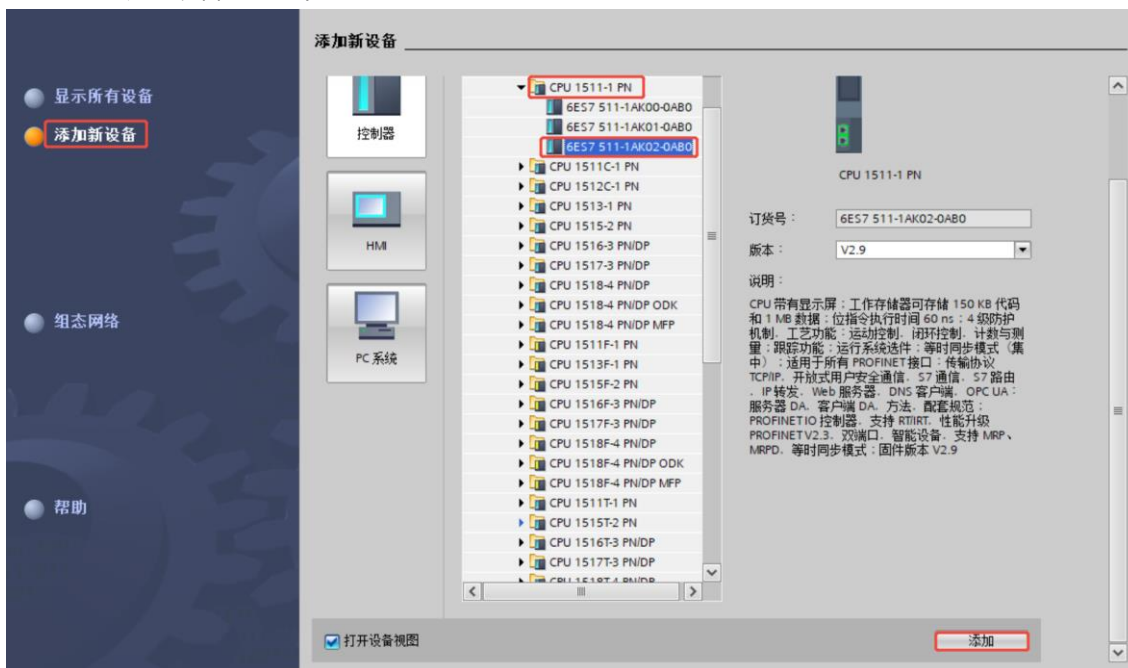 添加新设备
显示所有设备
添加新设备
组态网络
帮助
控制器
HMI
PC 系统
CPU 1511-1 PN
6ES7 511-1AK00-0AB0
6ES7 511-1AK01-0AB0
6ES7 511-1AK02-0AB0
CPU 1511C-1 PN
CPU 1512C-1 PN
CPU 1513-1 PN
CPU 1515-2 PN
CPU 1516-3 PN/DP
CPU 1517-3 PN/DP
CPU 1518-4 PN/DP
CPU 1518-4 PN/DP ODK
CPU 1518-4 PN/DP MFP
CPU 1511F-1 PN
CPU 1513F-1 PN
CPU 1515F-2 PN
CPU 1516F-3 PN/DP
CPU 1517F-3 PN/DP
CPU 1518F-4 PN/DP
CPU 1518F-4 PN/DP ODK
CPU 1518F-4 PN/DP MFP
CPU 1511T-1 PN
CPU 1515T-2 PN
CPU 1516T-3 PN/DP
CPU 1517T-3 PN/DP
CPU 1518T-4 PN/DP
CPU 1511-1 PN
订货号： 6ES7 511-1AK02-0AB0
版本： V2.9
说明：
CPU 带有显示屏；工作存储器可存储 150 KB 代码
和 1 MB 数据；位指令执行时间 60 ns；4 级防护
机制，工艺功能：运动控制，闭环控制，计数与测
量；跟踪功能；运行系统选件；等时同步模式（集
中）；适用于所有 PROFINET 接口：传输协议
TCP/IP，开放式用户安全通信，S7 通信，S7 路由
，IP 转发，Web 服务器，DNS 客户端，OPC UA：
服务器 DA，客户端 DA，方法，配套规范；
PROFINET IO 控制器，支持 RT/IRT，性能升级
PROFINET V2.3，双端口，智能设备，支持 MRP、
MRPD，等时同步模式；固件版本 V2.9
打开设备视图
添加